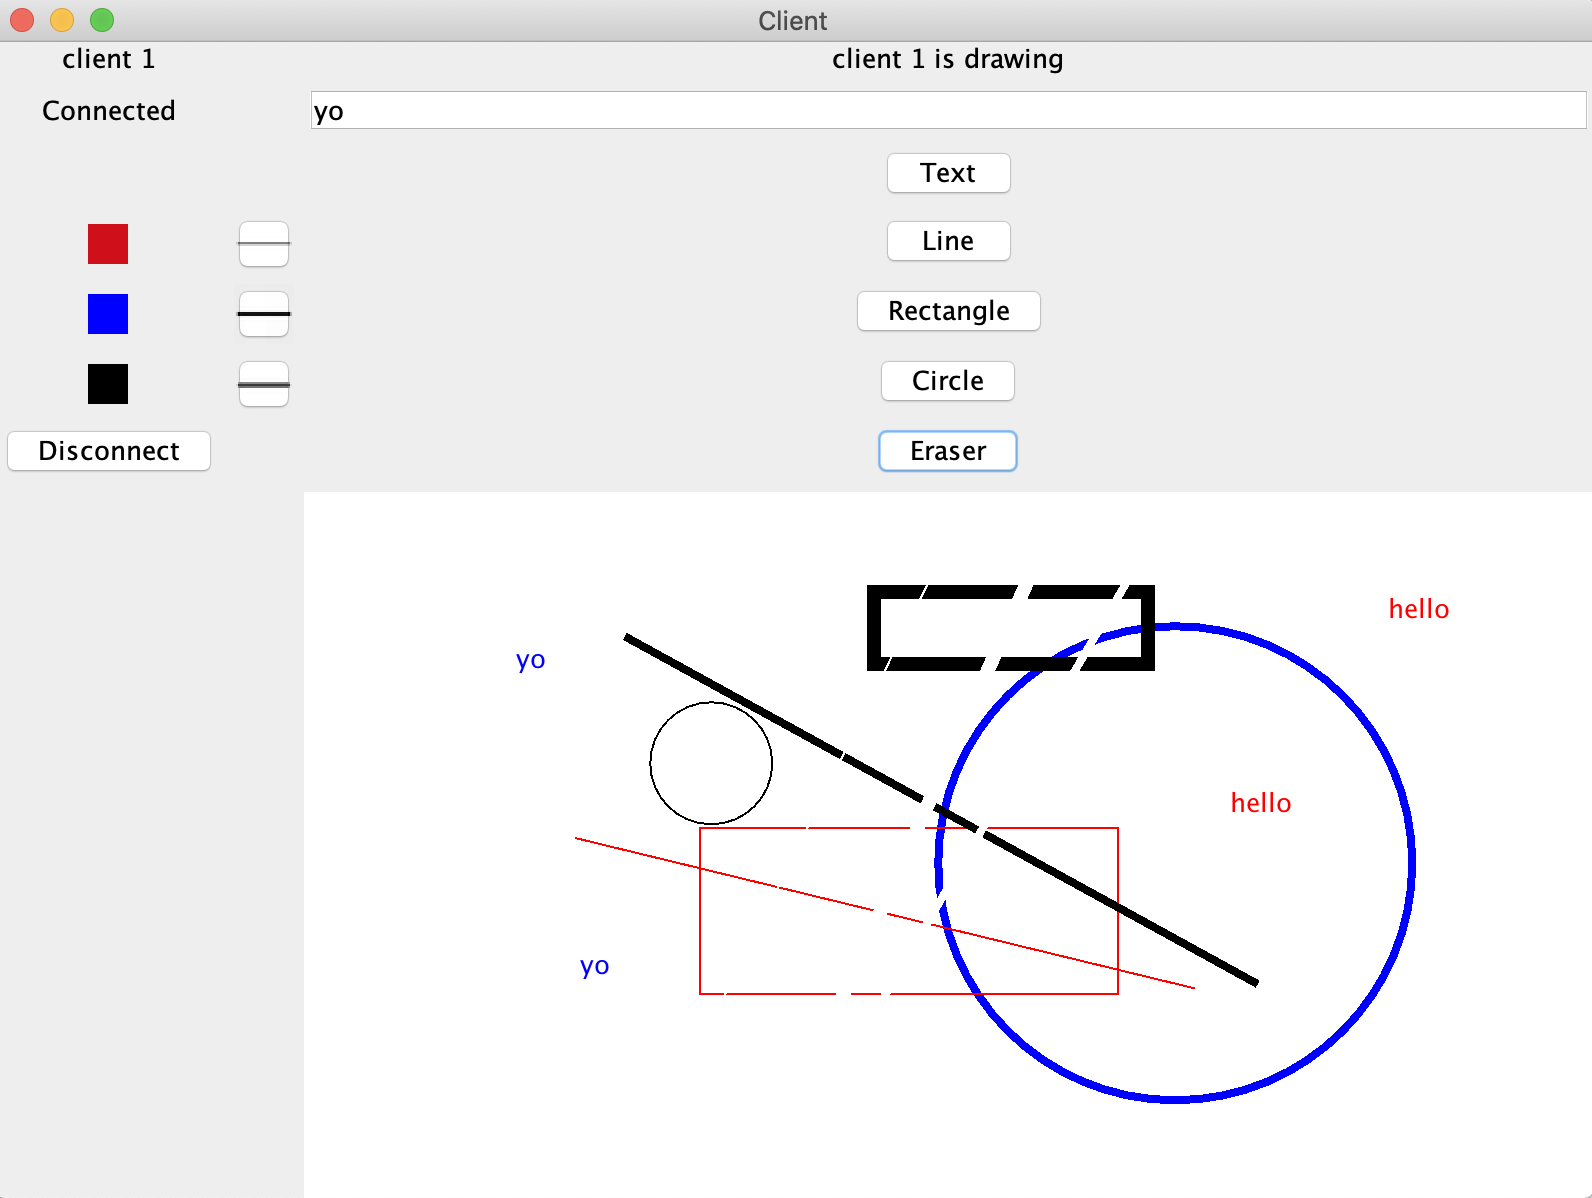 Client
client 1
client 1 is drawing
Connected
yo
Text
Line
Rectangle
Circle
Disconnect
Eraser
hello
yo
hello
yo